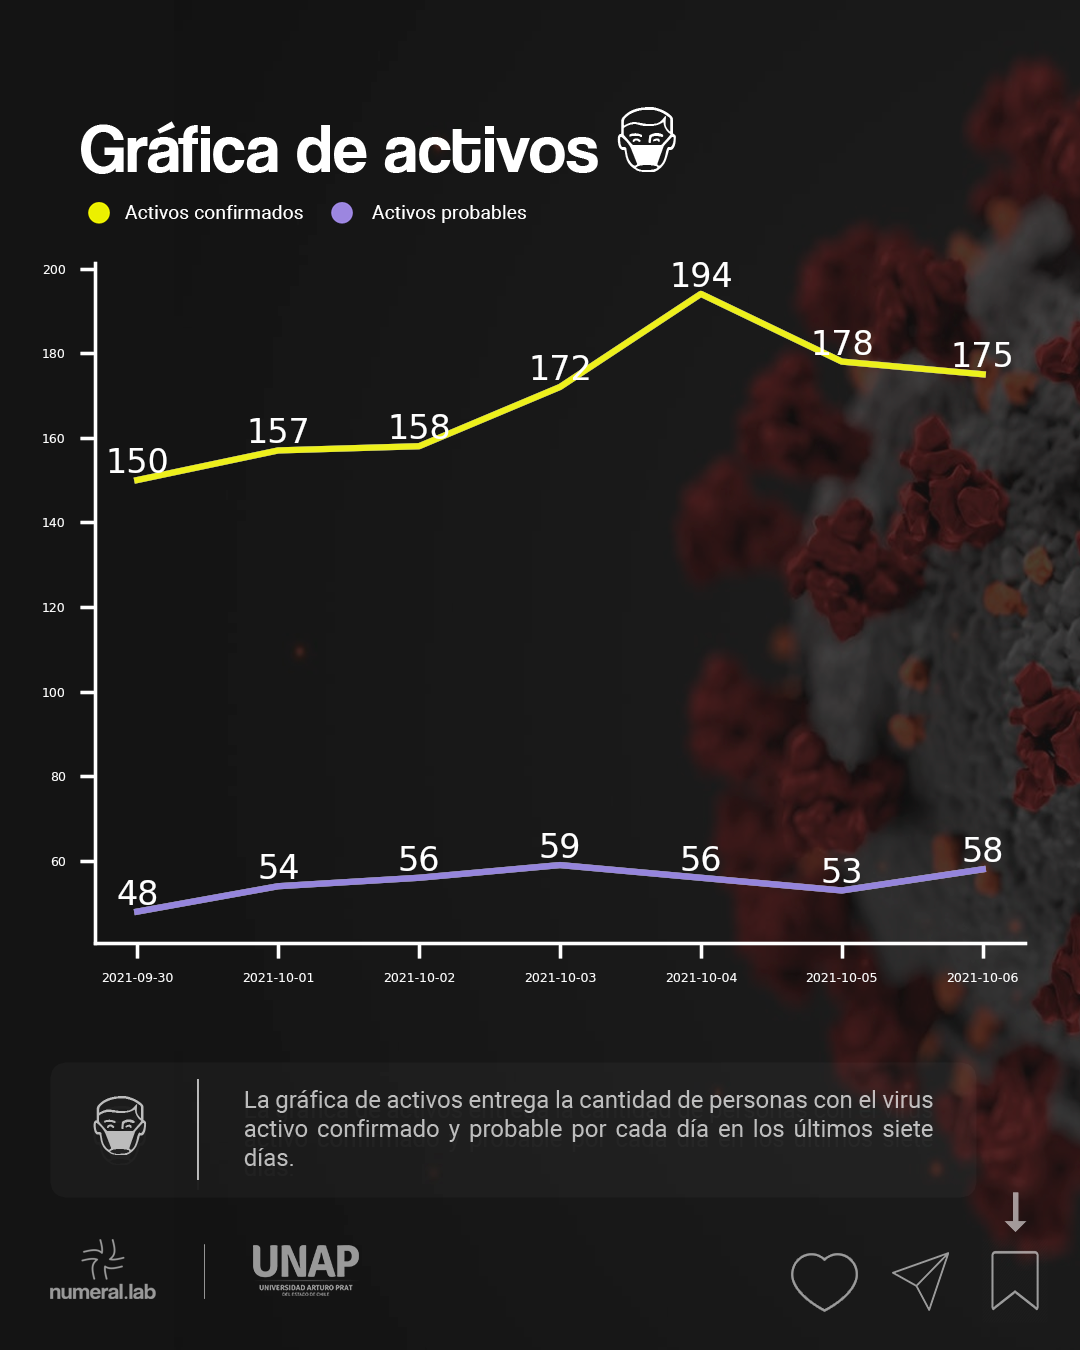 Gráfica de activos
Activos confirmados Activos probables
200
180
160
140
120
100
80
60
150 157 158 172 194 178 175
48 54 56 59 56 53 58
2021-09-30 2021-10-01 2021-10-02 2021-10-03 2021-10-04 2021-10-05 2021-10-06
La gráfica de activos entrega la cantidad de personas con el virus
activo confirmado y probable por cada día en los últimos siete
días.
numeral.lab
UNAP
UNIVERSIDAD ARTURO PRAT
DEL ESTADO DE CHILE